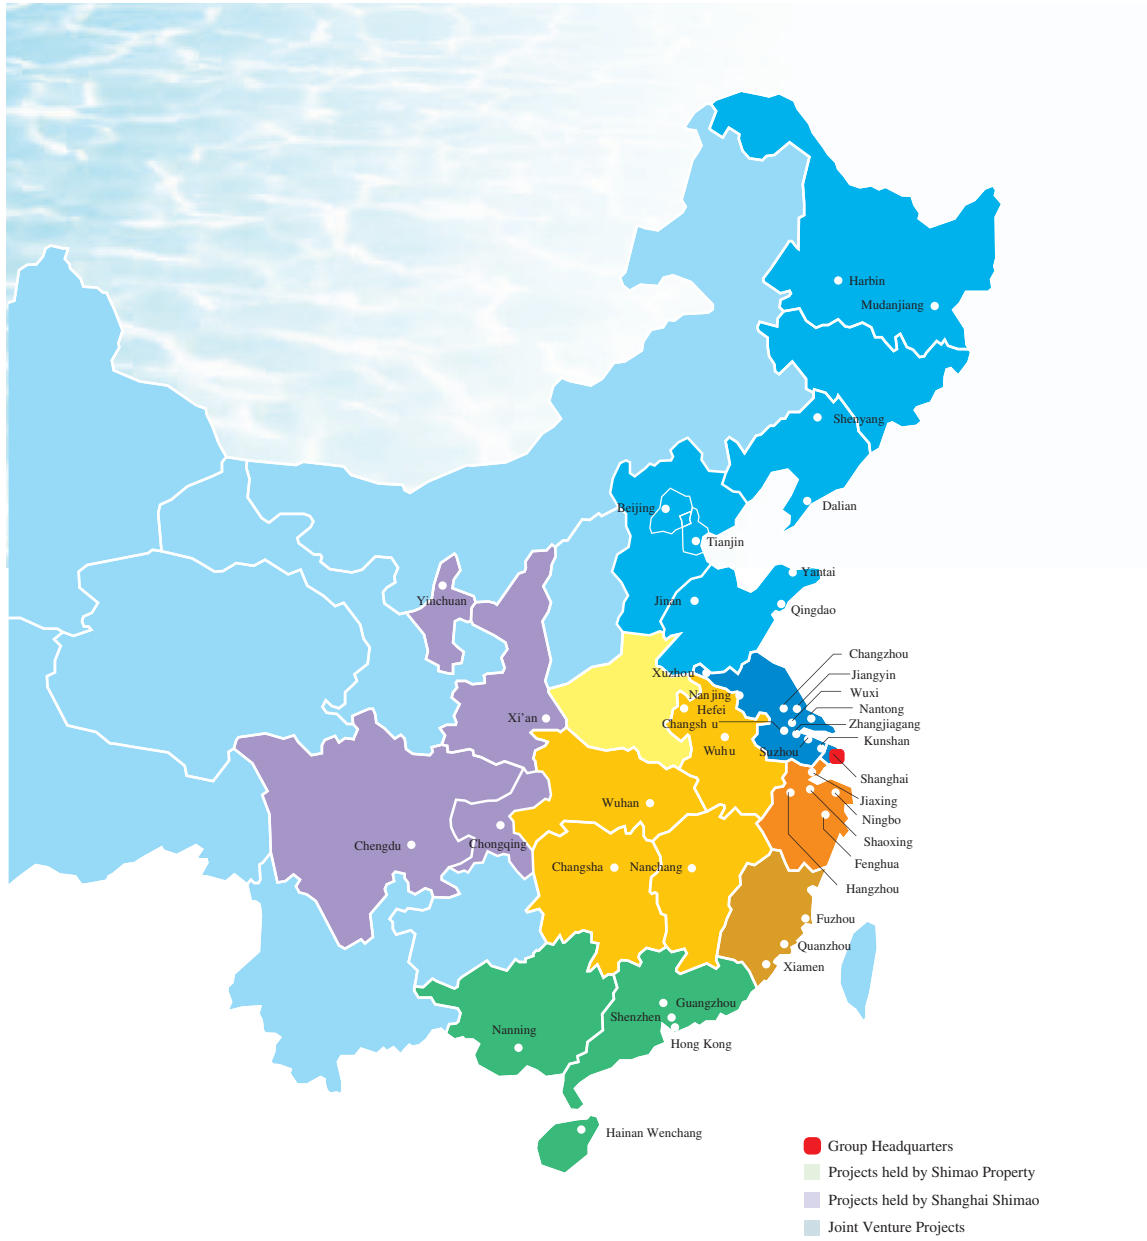 Harbin
Mudanjiang
Shenyang
Dalian
Beijing
Tianjin
Yantai
Yinchuan
Jinan
Qingdao
Changzhou
Xuzhou
Jiangyin
Nanjing
Wuxi
Hefei
Nantong
Xi'an
Changsh u
Zhangjiagang
Kunshan
Wuhu
Suzhou
Shanghai
Wuhan
Jiaxing
Ningbo
Chengdu
Chongqing
Shaoxing
Changsha
Nanchang
Fenghua
Hangzhou
Fuzhou
Quanzhou
Xiamen
Guangzhou
Shenzhen
Nanning
Hong Kong
Hainan Wenchang
Group Headquarters
Projects held by Shimao Property
Projects held by Shanghai Shimao
Joint Venture Projects